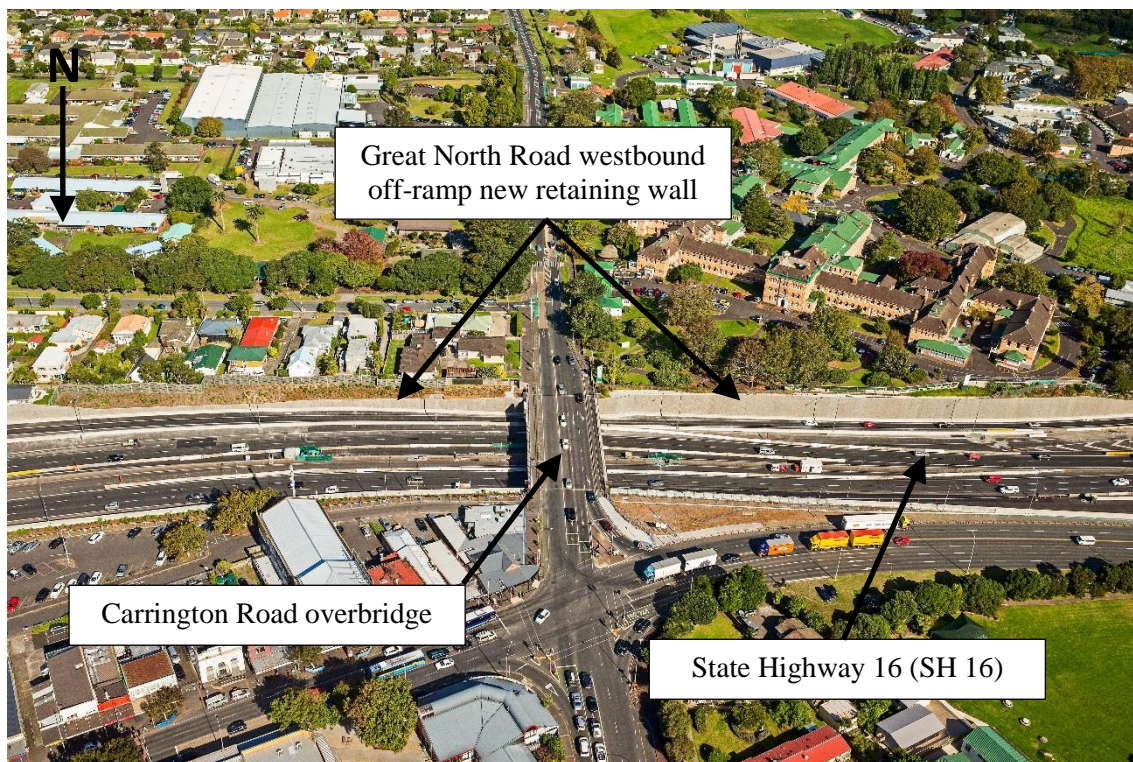 N
Great North Road westbound
off-ramp new retaining wall
Carrington Road overbridge
State Highway 16 (SH 16)